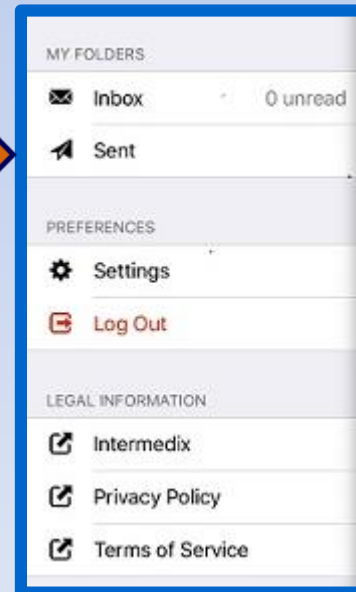 MY FOLDERS
Inbox 0 unread
Sent
PREFERENCES
Settings
Log Out
LEGAL INFORMATION
Intermedix
Privacy Policy
Terms of Service